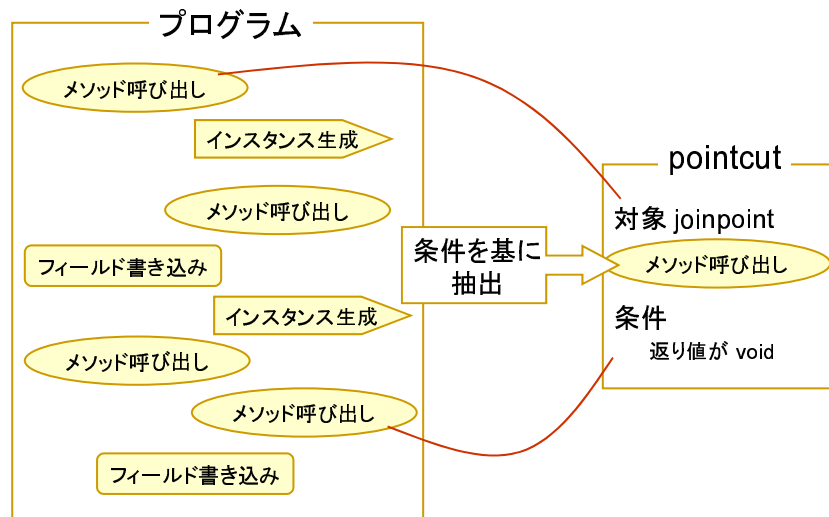 プログラム
メソッド呼び出し
インスタンス生成
メソッド呼び出し
フィールド書き込み
インスタンス生成
メソッド呼び出し
メソッド呼び出し
フィールド書き込み
条件を基に
抽出
pointcut
対象 joinpoint
メソッド呼び出し
条件
返り値が void